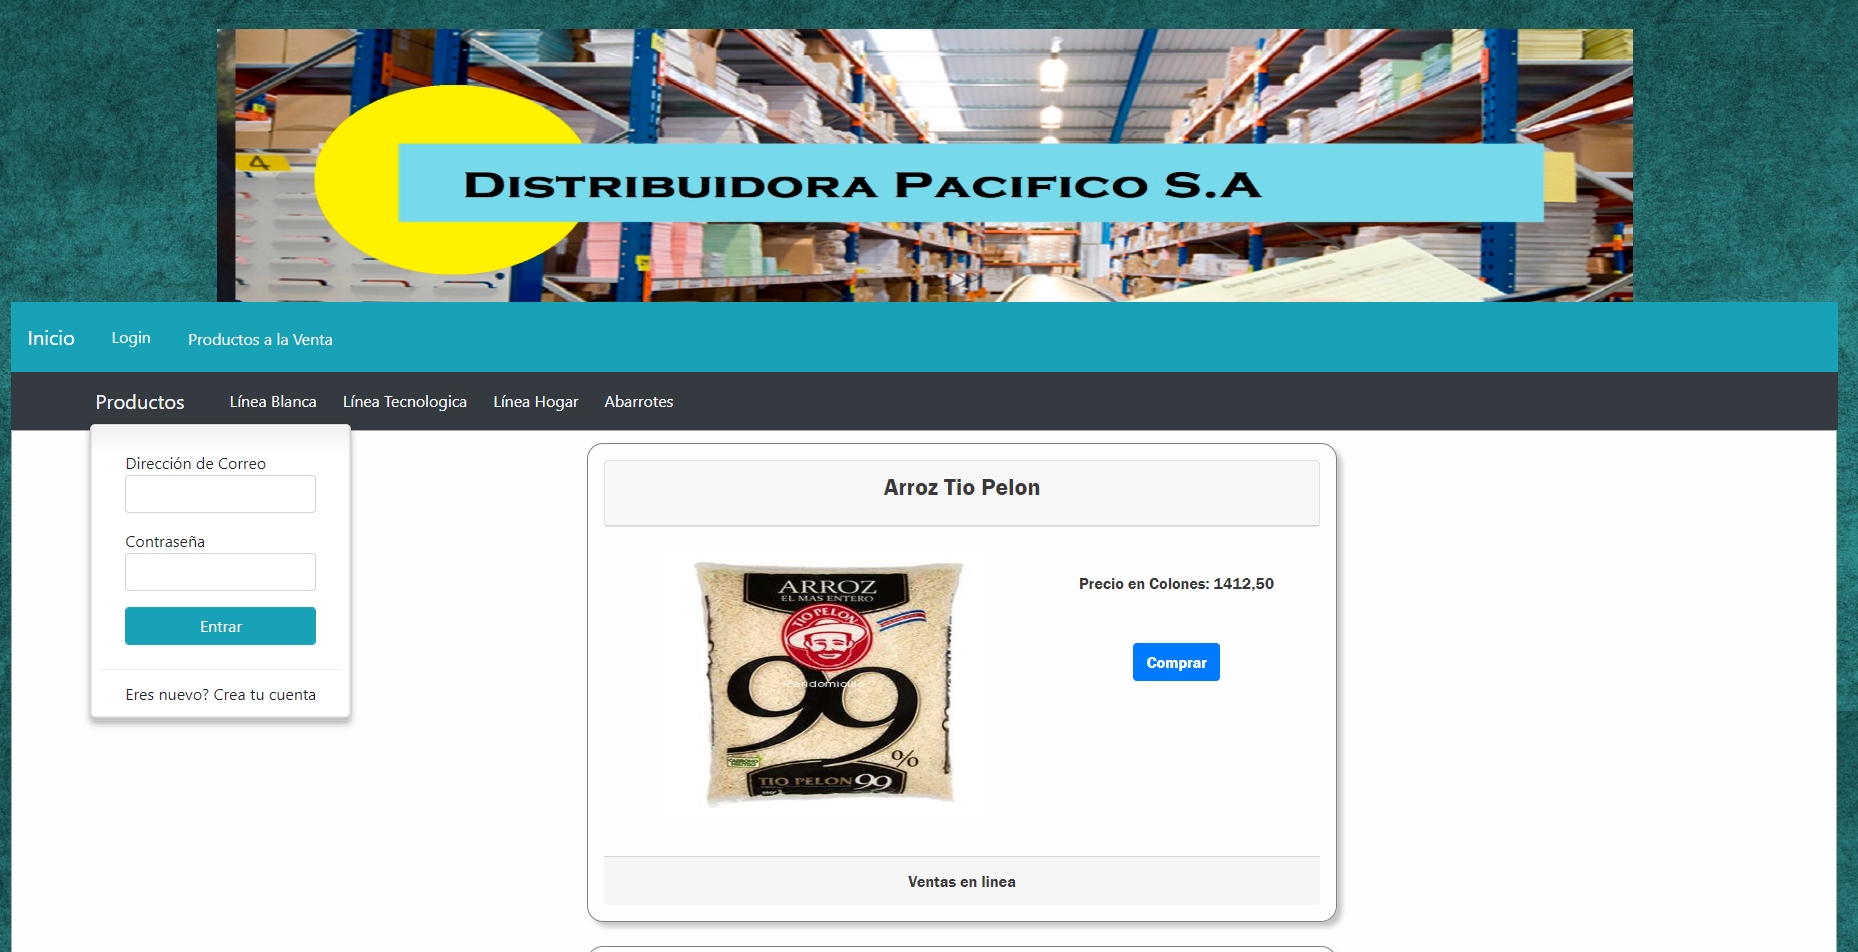 DISTRIBUIDORA PACIFICO S.A
Inicio
Login
Productos a la Venta
Productos
Línea Blanca
Línea Tecnologica
Línea Hogar
Abarrotes
Dirección de Correo
Contraseña
Entrar
Eres nuevo? Crea tu cuenta
Arroz Tio Pelon
ARROZ
EL MAS ENTERO
TIO PELON
99
%
TIO PELON 99
Precio en Colones: 1412,50
Comprar
Ventas en linea